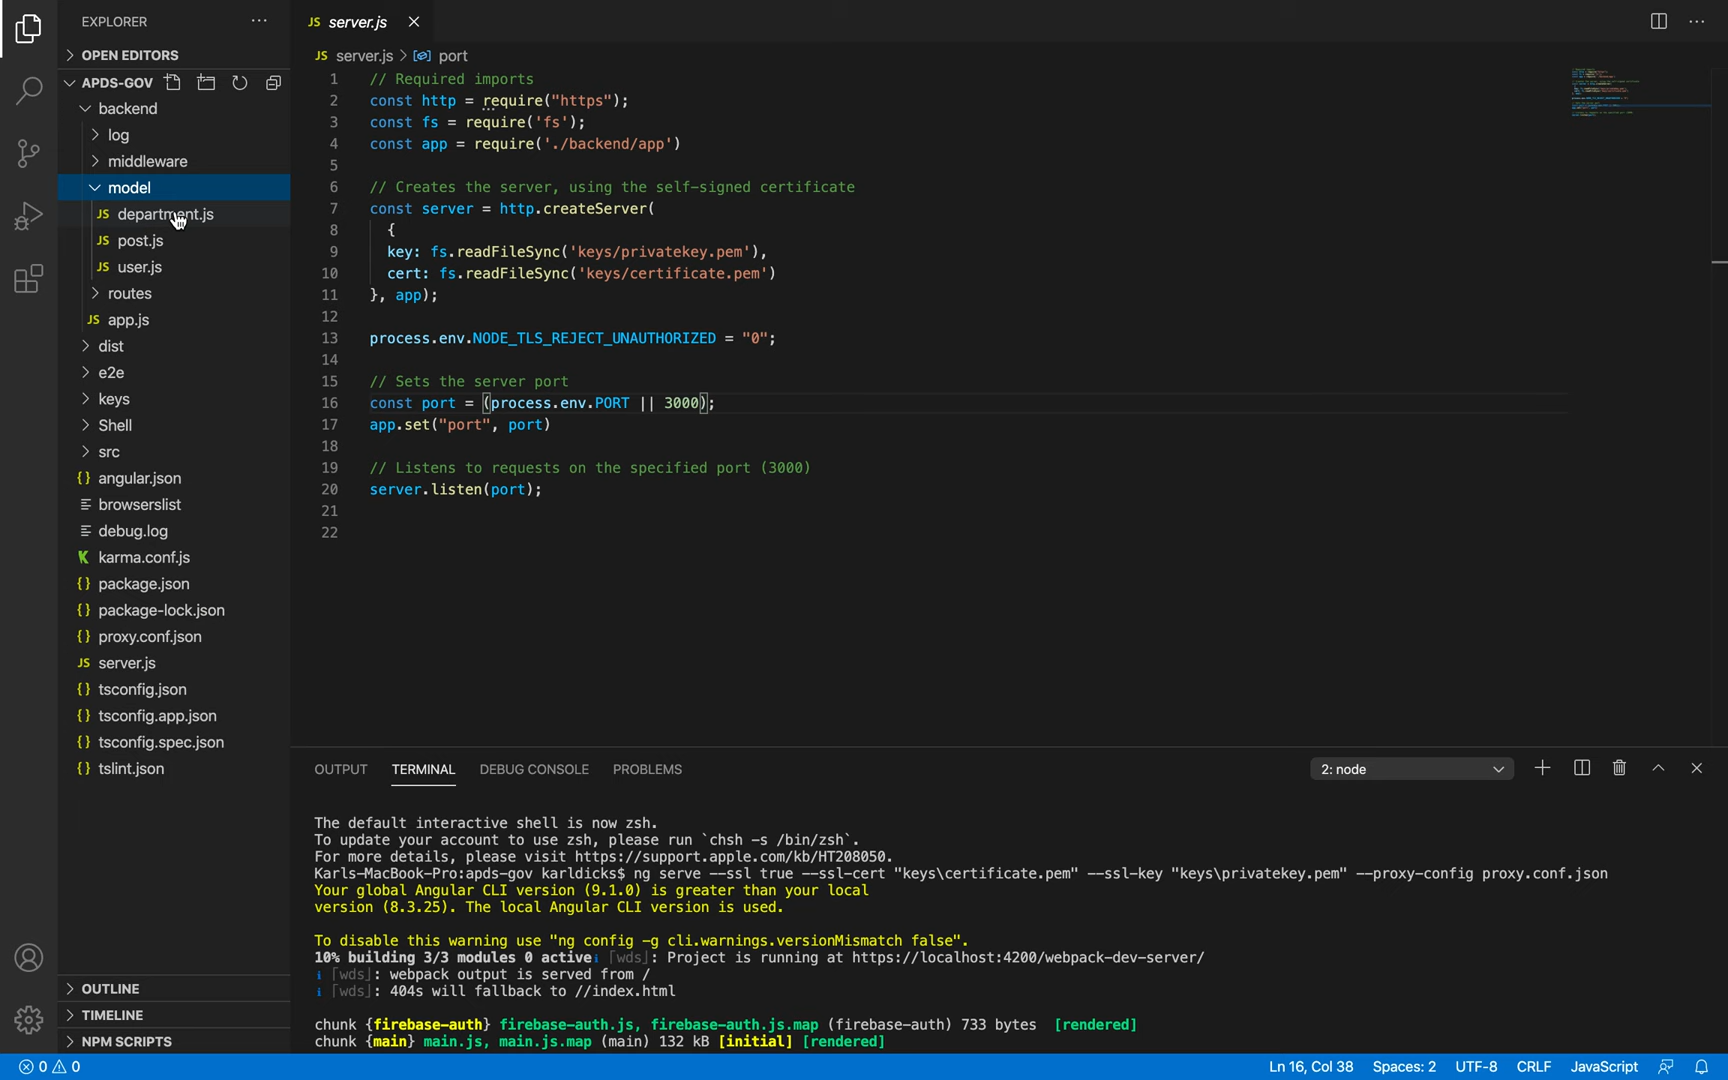 EXPLORER
OPEN EDITORS
APDS-GOV
backend
log
middleware
model
JS department.js
JS post.js
JS user.js
routes
JS app.js
dist
e2e
keys
Shell
src
{} angular.json
browserslist
debug.log
karma.conf.js
{} package.json
{} package-lock.json
{} proxy.conf.json
JS server.js
{} tsconfig.json
{} tsconfig.app.json
{} tsconfig.spec.json
{} tslint.json
OUTLINE
TIMELINE
NPM SCRIPTS
JS server.js
JS server.js > port
1 // Required imports
2 const http = require("https");
3 const fs = require('fs');
4 const app = require('./backend/app')
5
6 // Creates the server, using the self-signed certificate
7 const server = http.createServer(
8 {
9 key: fs.readFileSync('keys/privatekey.pem'),
10 cert: fs.readFileSync('keys/certificate.pem')
11 }, app);
12
13 process.env.NODE_TLS_REJECT_UNAUTHORIZED = "0";
14
15 // Sets the server port
16 const port = (process.env.PORT || 3000);
17 app.set("port", port)
18
19 // Listens to requests on the specified port (3000)
20 server.listen(port);
21
22
OUTPUT TERMINAL DEBUG CONSOLE PROBLEMS 2: node
The default interactive shell is now zsh.
To update your account to use zsh, please run `chsh -s /bin/zsh`.
For more details, please visit https://support.apple.com/kb/HT208050.
Karls-MacBook-Pro:apds-gov karldicks$ ng serve --ssl true --ssl-cert "keys\certificate.pem" --ssl-key "keys\privatekey.pem" --proxy-config proxy.conf.json
Your global Angular CLI version (9.1.0) is greater than your local
version (8.3.25). The local Angular CLI version is used.
To disable this warning use "ng config -g cli.warnings.versionMismatch false".
10% building 3/3 modules 0 activei ｢wds｣: Project is running at https://localhost:4200/webpack-dev-server/
i ｢wds｣: webpack output is served from /
i ｢wds｣: 404s will fallback to //index.html
chunk {firebase-auth} firebase-auth.js, firebase-auth.js.map (firebase-auth) 733 bytes [rendered]
chunk {main} main.js, main.js.map (main) 132 kB [initial] [rendered]
0 0 Ln 16, Col 38 Spaces: 2 UTF-8 CRLF JavaScript